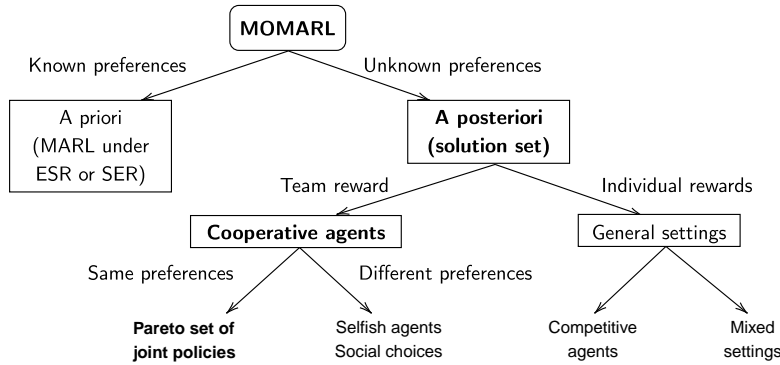 MOMARL
Known preferences
Unknown preferences
A priori
(MARL under
ESR or SER)
A posteriori
(solution set)
Team reward
Individual rewards
Cooperative agents
General settings
Same preferences
Different preferences
Pareto set of
joint policies
Selfish agents
Social choices
Competitive
agents
Mixed
settings